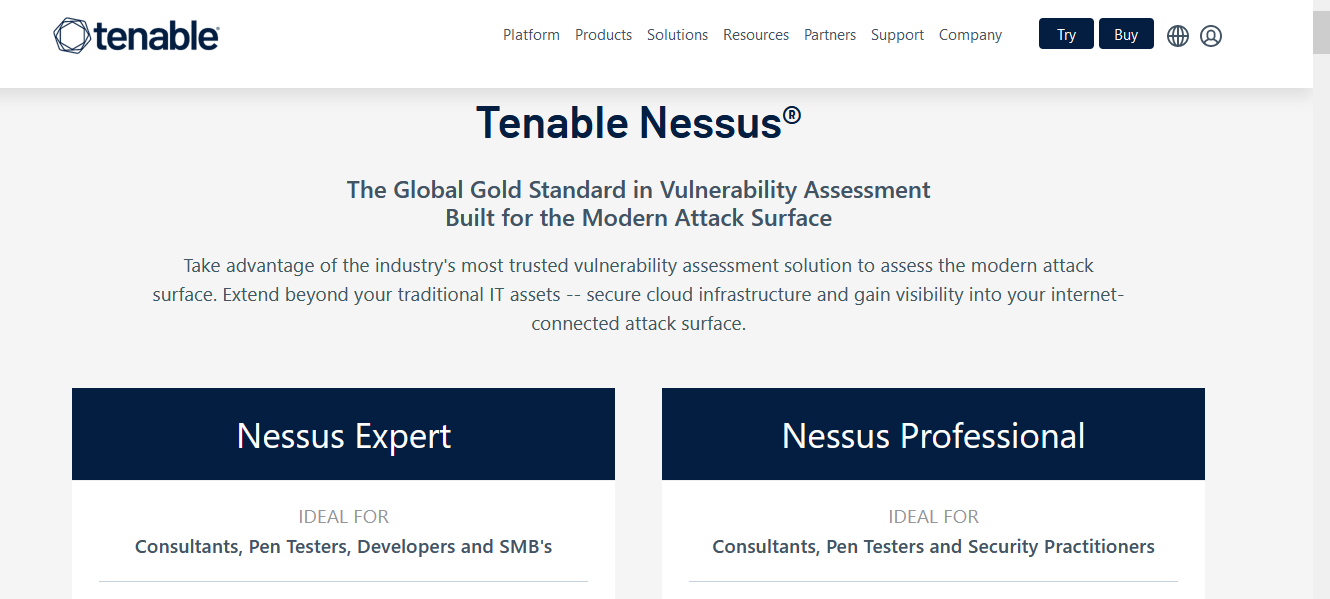 tenable
Platform Products Solutions Resources Partners Support Company Try Buy
Tenable Nessus®
The Global Gold Standard in Vulnerability Assessment
Built for the Modern Attack Surface
Take advantage of the industry's most trusted vulnerability assessment solution to assess the modern attack
surface. Extend beyond your traditional IT assets -- secure cloud infrastructure and gain visibility into your internet-
connected attack surface.
Nessus Expert
IDEAL FOR
Consultants, Pen Testers, Developers and SMB's
Nessus Professional
IDEAL FOR
Consultants, Pen Testers and Security Practitioners